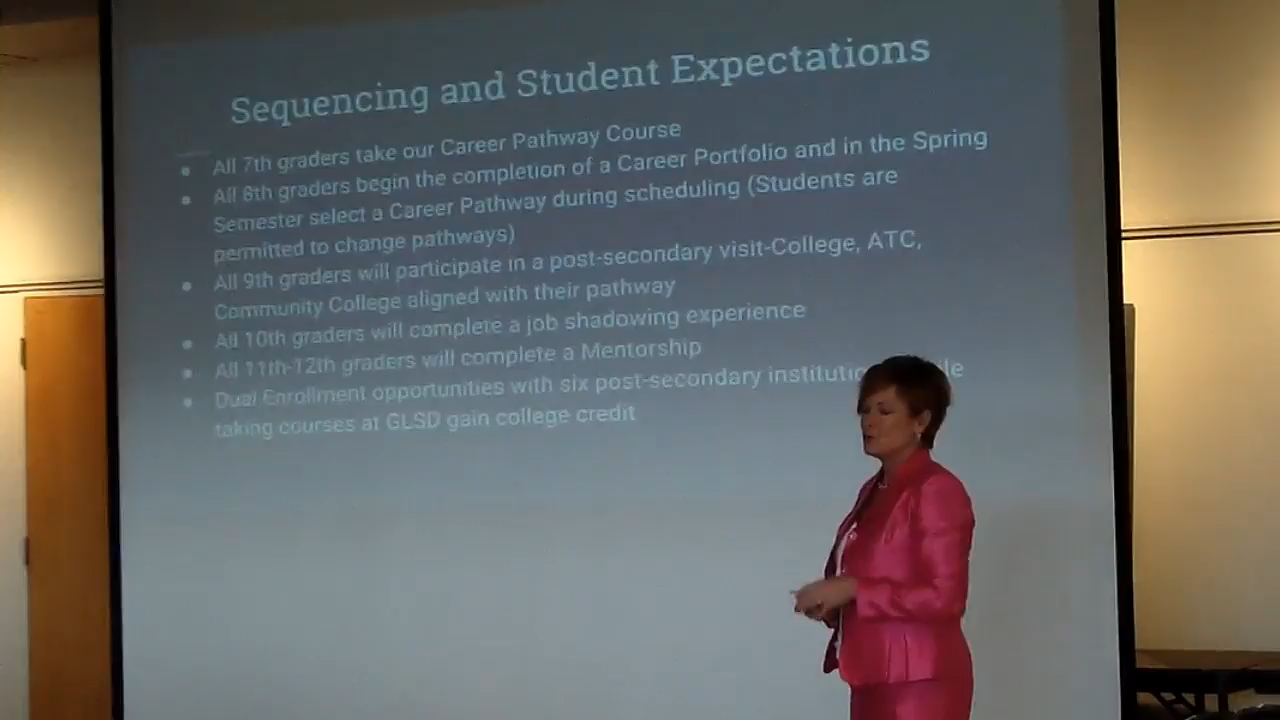 Sequencing and Student Expectations
All 7th graders take our Career Pathway Course
All 8th graders begin the completion of a Career Portfolio and in the Spring
Semester select a Career Pathway during scheduling (Students are
permitted to change pathways)
All 9th graders will participate in a post-secondary visit-College, ATC,
Community College aligned with their pathway
All 10th graders will complete a job shadowing experience
All 11th-12th graders will complete a Mentorship
Dual Enrollment opportunities with six post-secondary
taking courses at GLSD gain college credit